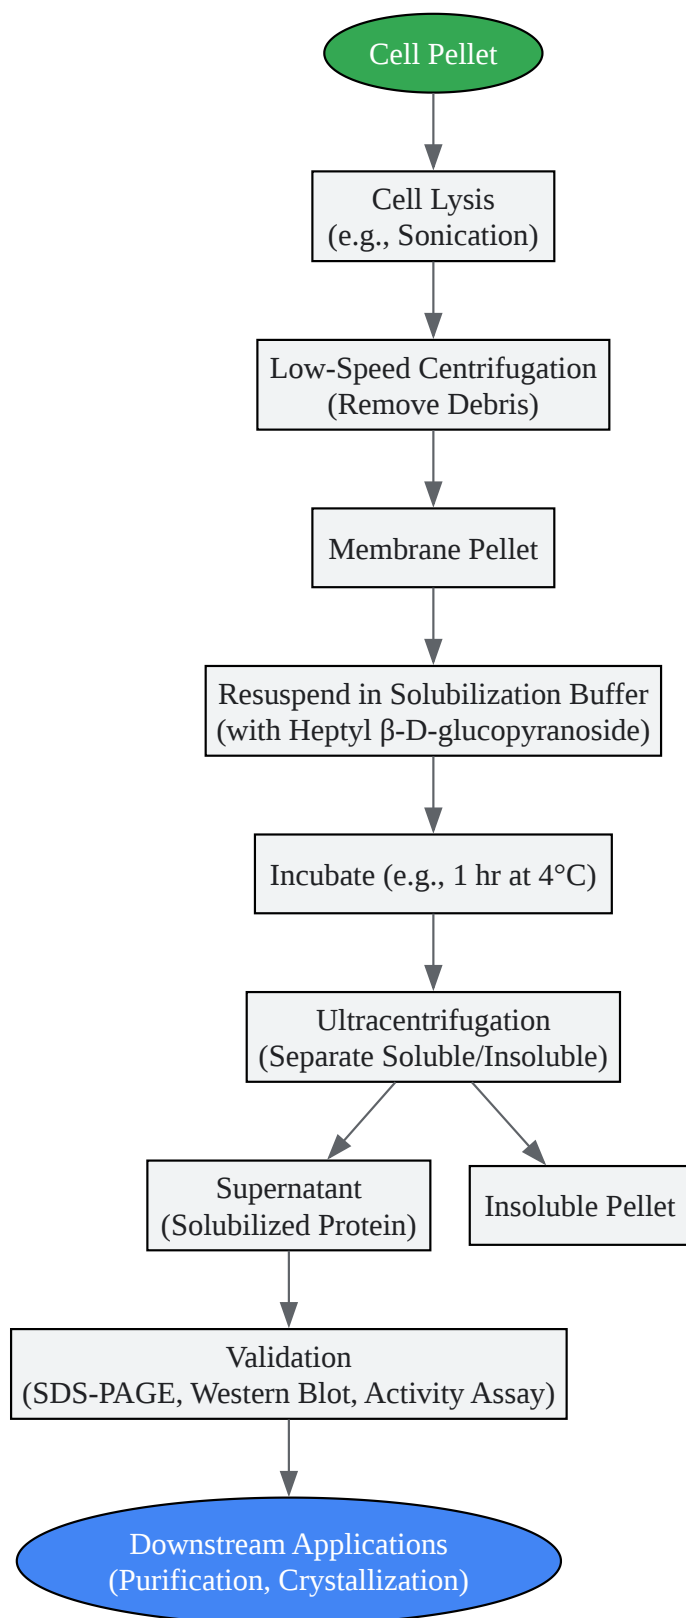 Cell Pellet
Cell Lysis
(e.g., Sonication)
Low-Speed Centrifugation
(Remove Debris)
Membrane Pellet
Resuspend in Solubilization Buffer
(with Heptyl β-D-glucopyranoside)
Incubate (e.g., 1 hr at 4°C)
Ultracentrifugation
(Separate Soluble/Insoluble)
Supernatant
(Solubilized Protein)
Insoluble Pellet
Validation
(SDS-PAGE, Western Blot, Activity Assay)
Downstream Applications
(Purification, Crystallization)